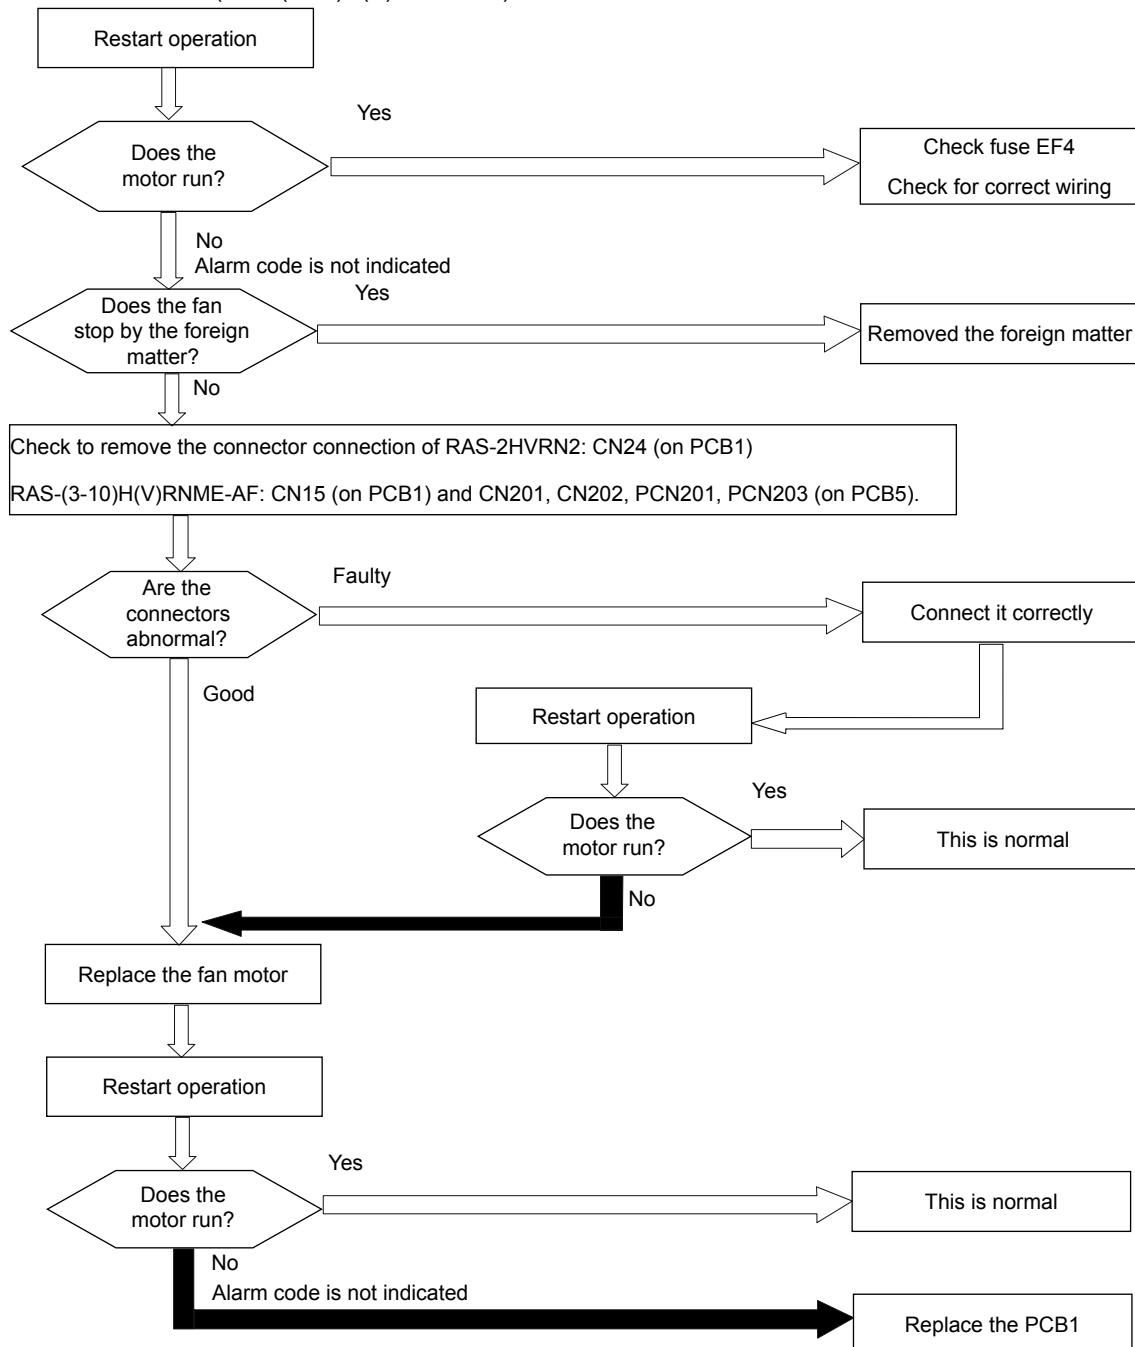 Restart operation
Yes
Does the
motor run?
Check fuse EF4
Check for correct wiring
No
Alarm code is not indicated
Yes
Does the fan
stop by the foreign
matter?
Removed the foreign matter
No
Check to remove the connector connection of RAS-2HVRN2: CN24 (on PCB1)
RAS-(3-10)H(V)RNME-AF: CN15 (on PCB1) and CN201, CN202, PCN201, PCN203 (on PCB5).
Faulty
Are the
connectors
abnormal?
Connect it correctly
Good
Restart operation
Yes
Does the
motor run?
This is normal
No
Replace the fan motor
Restart operation
Yes
Does the
motor run?
This is normal
No
Alarm code is not indicated
Replace the PCB1